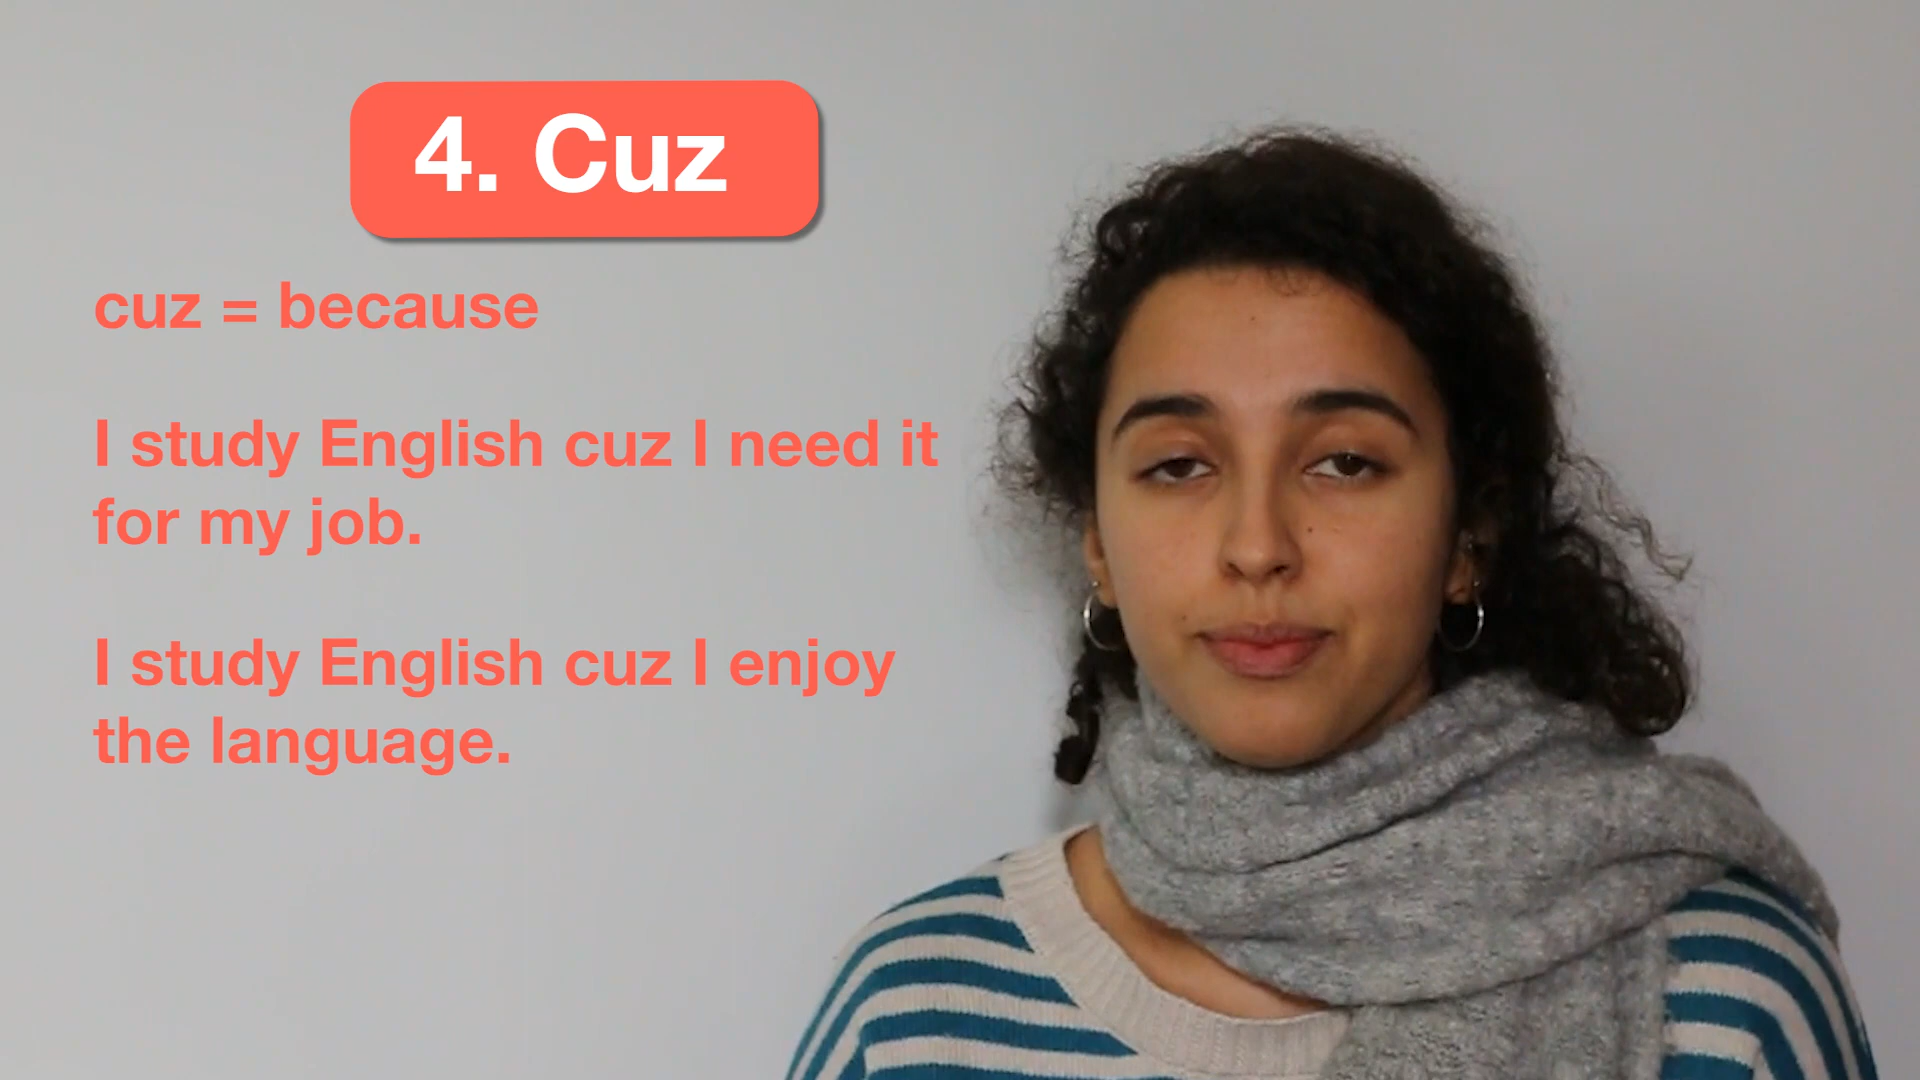 4. Cuz
cuz = because
I study English cuz I need it
for my job.
I study English cuz I enjoy
the language.